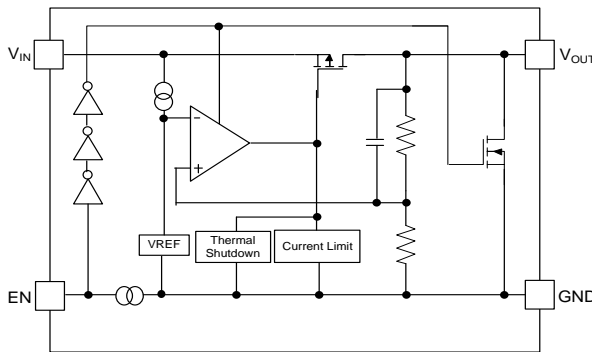 VIN
VOUT
−
+
VREF
Thermal
Shutdown
Current Limit
EN
GND